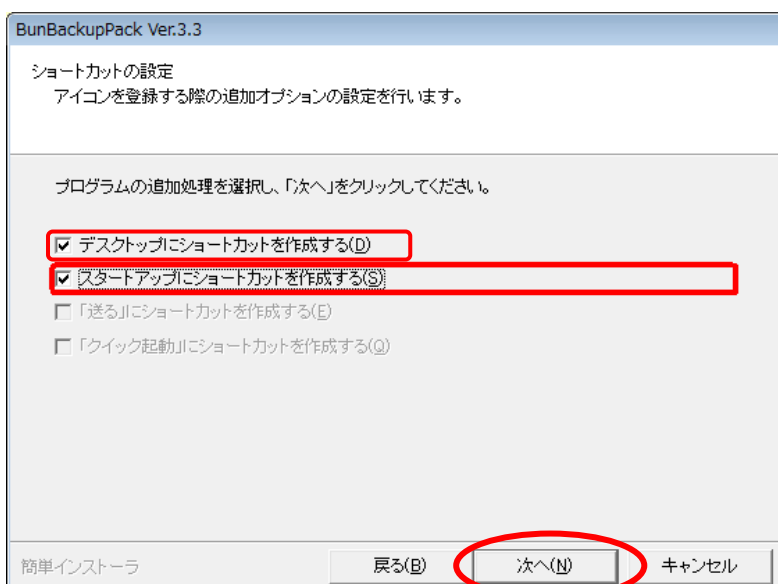 BunBackupPack Ver.3.3
ショートカットの設定
アイコンを登録する際の追加オプションの設定を行います。
プログラムの追加処理を選択し、「次へ」をクリックしてください。
デスクトップにショートカットを作成する(D)
スタートアップにショートカットを作成する(S)
「送る」にショートカットを作成する(E)
「クイック起動」にショートカットを作成する(Q)
簡単インストーラ 戻る(B) 次へ(N) キャンセル